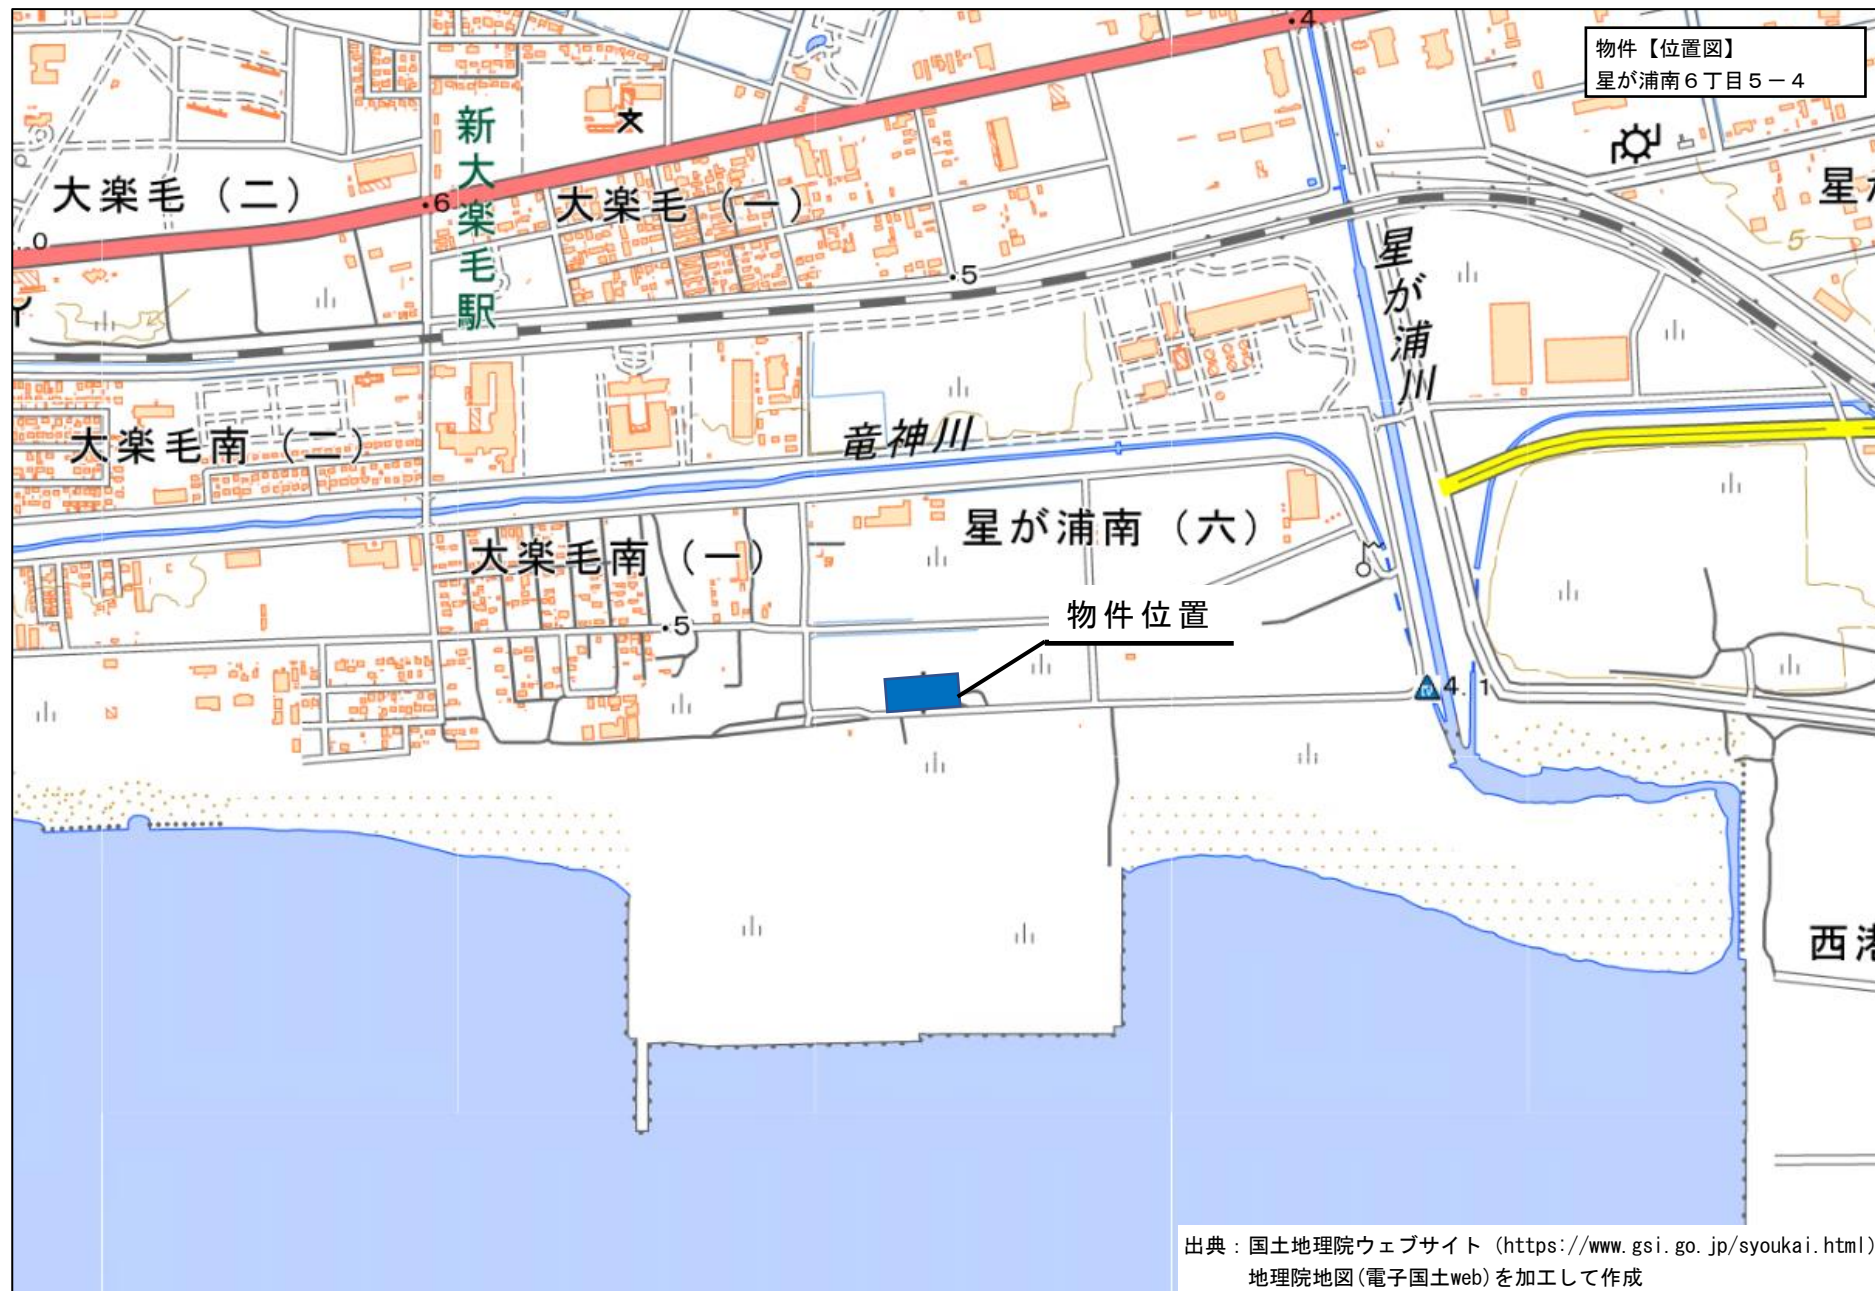 物件【位置図】
星が浦南６丁目５－４
・4
大楽毛（二）
・6
新大楽毛駅
大楽毛（一）
・5
星が浦川
5
大楽毛南（二）
竜神川
大楽毛南（一）
・5
星が浦南（六）
物件位置
4.1
出典：国土地理院ウェブサイト（https://www.gsi.go.jp/syoukai.html)
地理院地図(電子国土web)を加工して作成